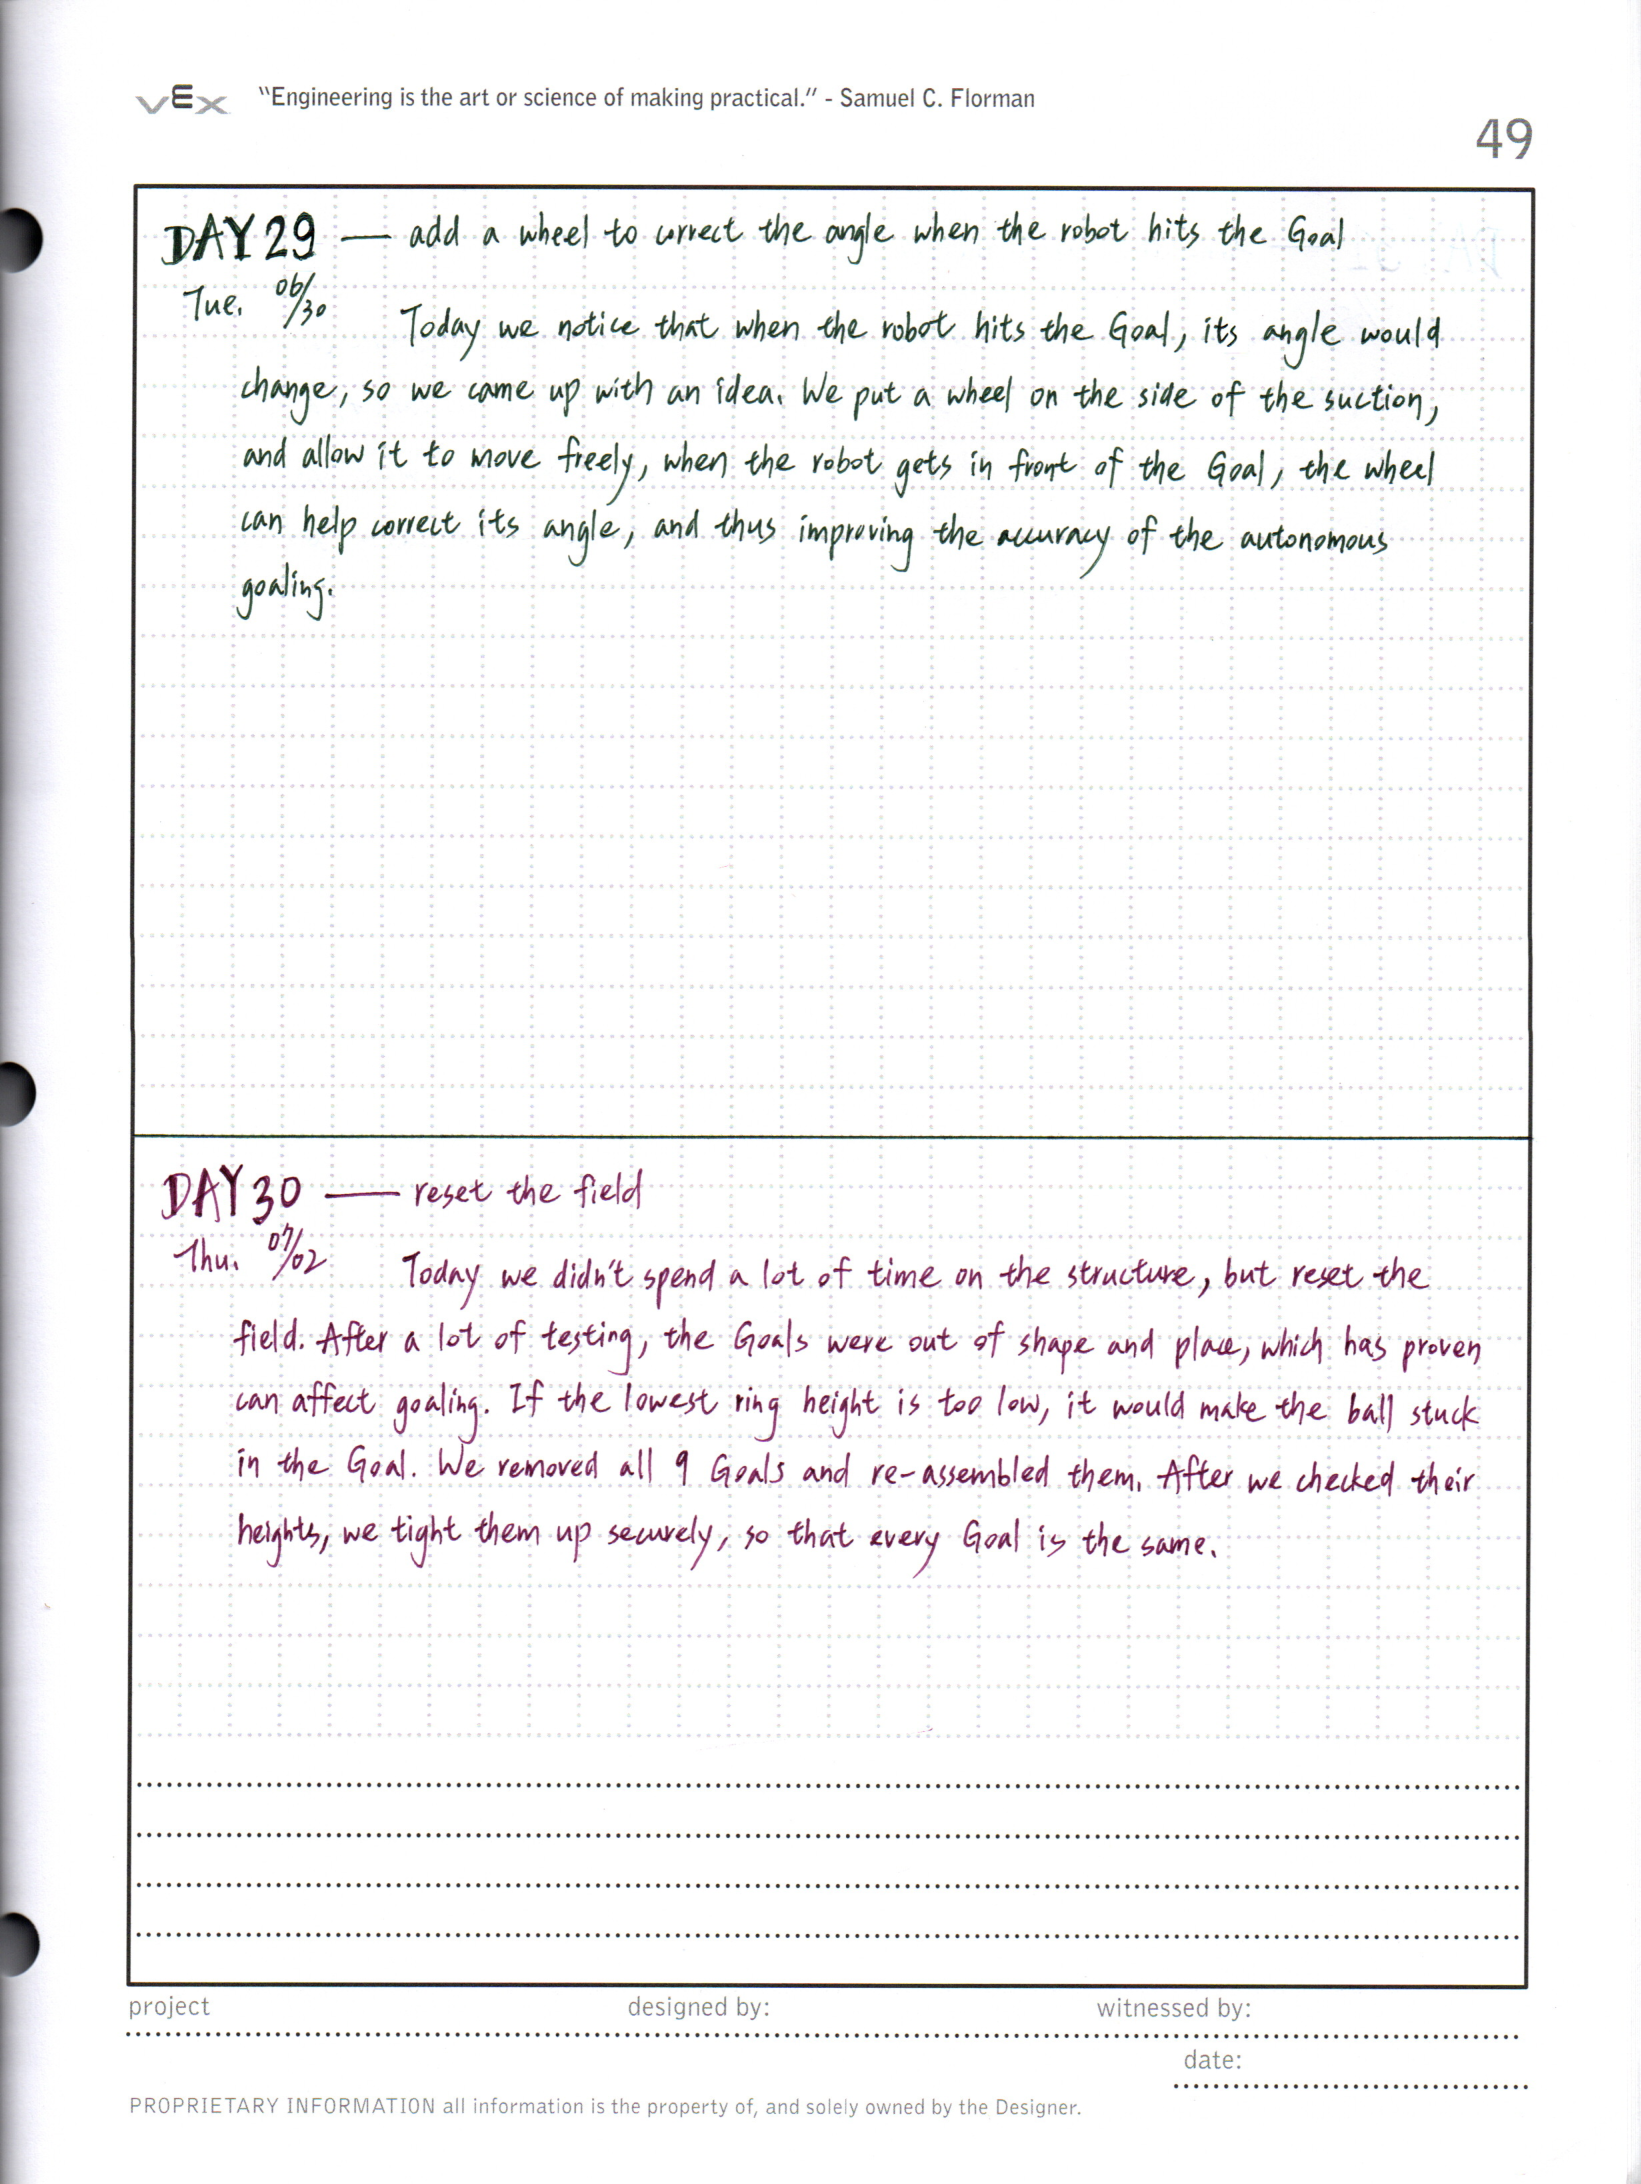 VEX "Engineering is the art or science of making practical." - Samuel C. Florman
49
DAY 29 — add a wheel to correct the angle when the robot hits the Goal
Tue. 06/30
Today we notice that when the robot hits the Goal, its angle would
change, so we came up with an idea. We put a wheel on the side of the suction,
and allow it to move freely, when the robot gets in front of the Goal, the wheel
can help correct its angle, and thus improving the accuracy of the autonomous
goaling.
DAY 30 — reset the field
Thu. 07/02
Today we didn't spend a lot of time on the structure, but reset the
field. After a lot of testing, the Goals were out of shape and place, which has proven
can affect goaling. If the lowest ring height is too low, it would make the ball stuck
in the Goal. We removed all 9 Goals and re-assembled them. After we checked their
heights, we tight them up securely, so that every Goal is the same.
project designed by: witnessed by:
date:
PROPRIETARY INFORMATION all information is the property of, and solely owned by the Designer.